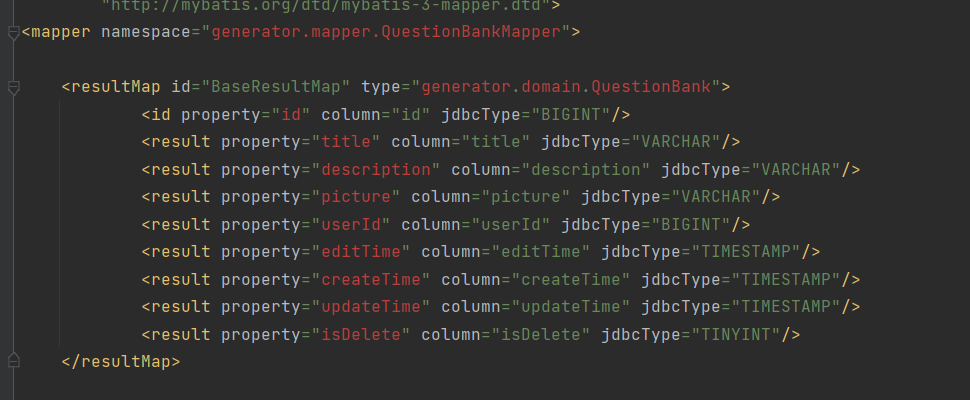 "http://mybatis.org/dtd/mybatis-3-mapper.dtd">
<mapper namespace="generator.mapper.QuestionBankMapper">
<resultMap id="BaseResultMap" type="generator.domain.QuestionBank">
<id property="id" column="id" jdbcType="BIGINT"/>
<result property="title" column="title" jdbcType="VARCHAR"/>
<result property="description" column="description" jdbcType="VARCHAR"/>
<result property="picture" column="picture" jdbcType="VARCHAR"/>
<result property="userId" column="userId" jdbcType="BIGINT"/>
<result property="editTime" column="editTime" jdbcType="TIMESTAMP"/>
<result property="createTime" column="createTime" jdbcType="TIMESTAMP"/>
<result property="updateTime" column="updateTime" jdbcType="TIMESTAMP"/>
<result property="isDelete" column="isDelete" jdbcType="TINYINT"/>
</resultMap>